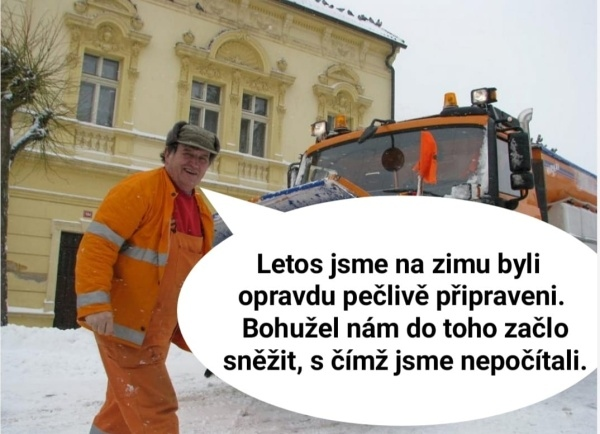 Letos jsme na zimu byli
opravdu pečlivě připraveni.
Bohužel nám do toho začlo
sněžit, s čímž jsme nepočítali.